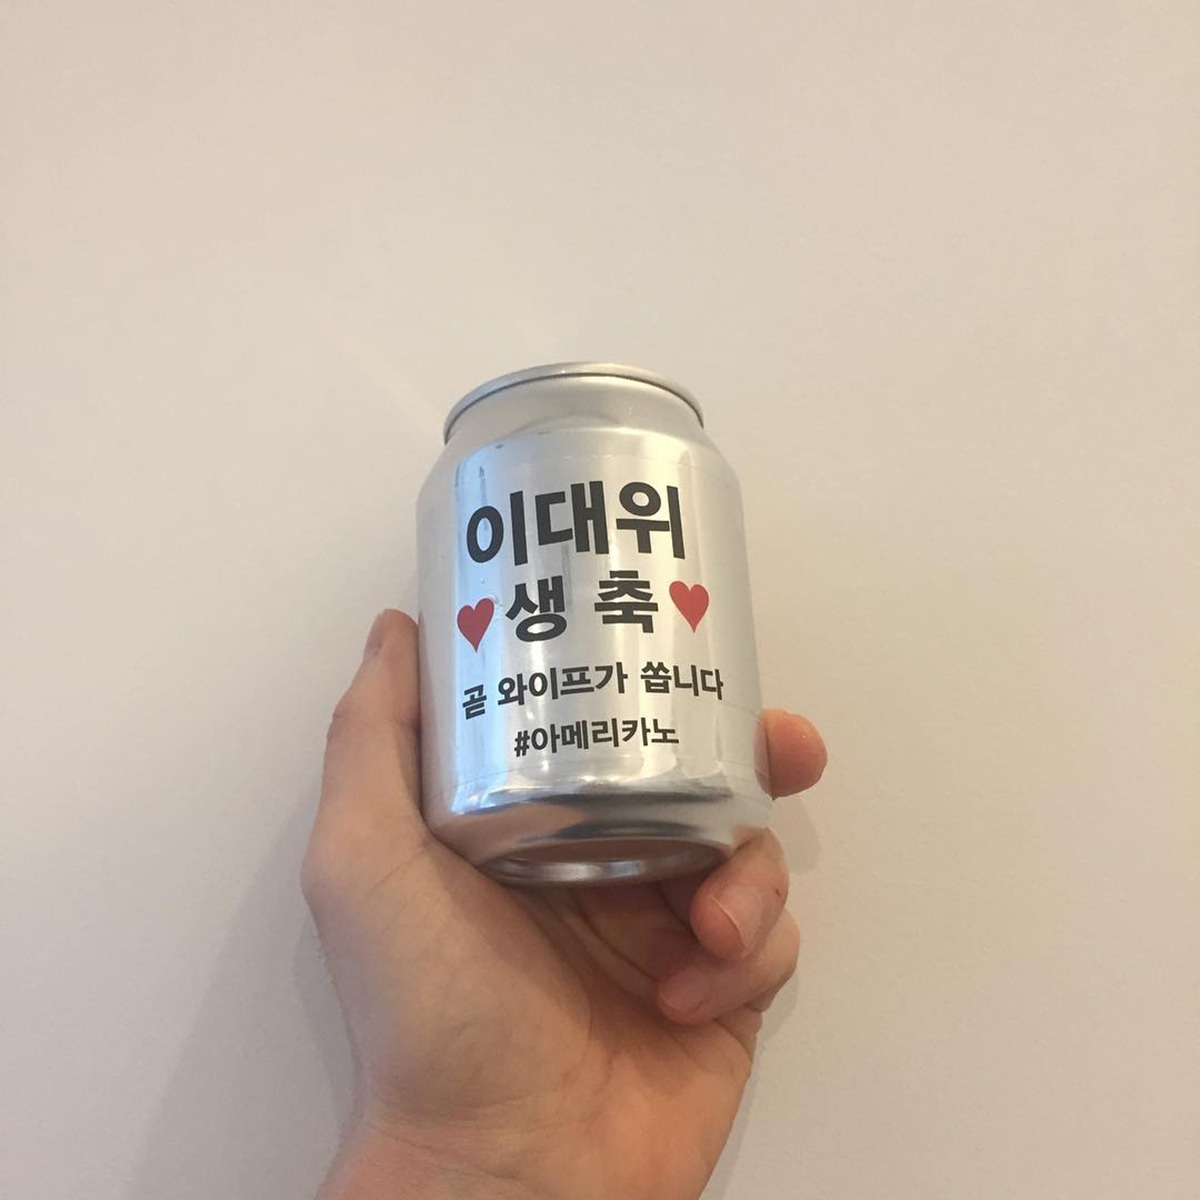 이대위
♥생 축♥
곧 와이프가 쏩니다
#아메리카노